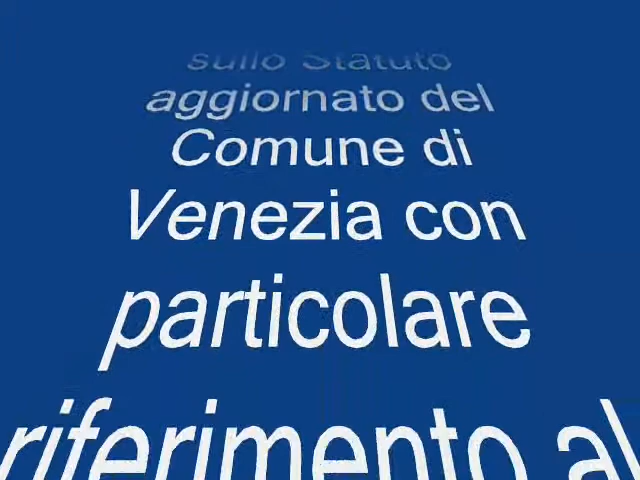 sullo Statuto
aggiornato del
Comune di
Venezia con
particolare
riferimento al